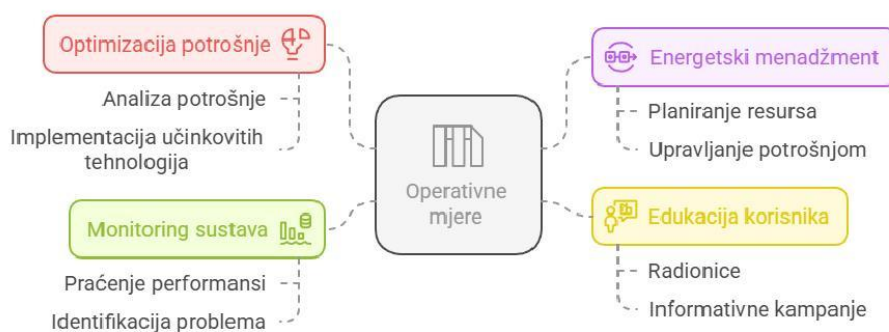 Optimizacija potrošnje
Analiza potrošnje
Implementacija učinkovitih
tehnologija
Monitoring sustava
Praćenje performansi
Identifikacija problema
Operativne
mjere
Energetski menadžment
Planiranje resursa
Upravljanje potrošnjom
Edukacija korisnika
Radionice
Informativne kampanje